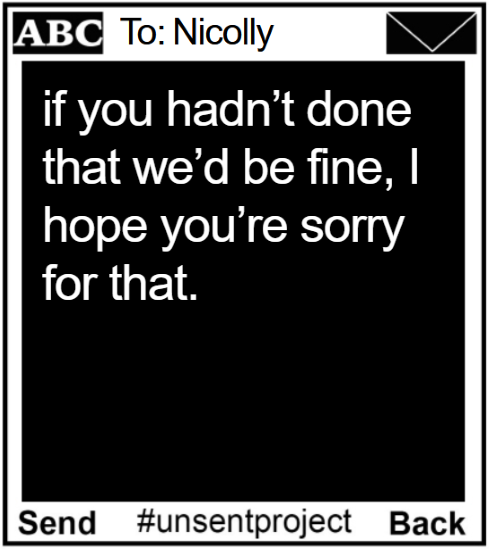 ABC To: Nicolly
if you hadn’t done
that we’d be fine, I
hope you’re sorry
for that.
Send #unsentproject Back